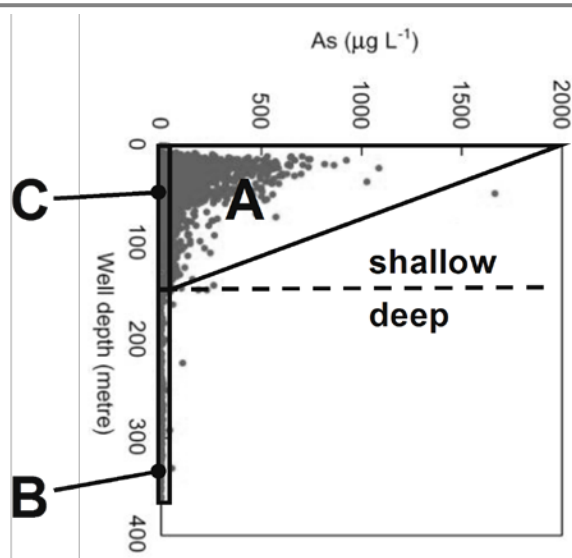 As (µg L⁻¹)
0
500
1000
1500
2000
0
100
200
300
400
Well depth (metre)
A
C
B
shallow
deep